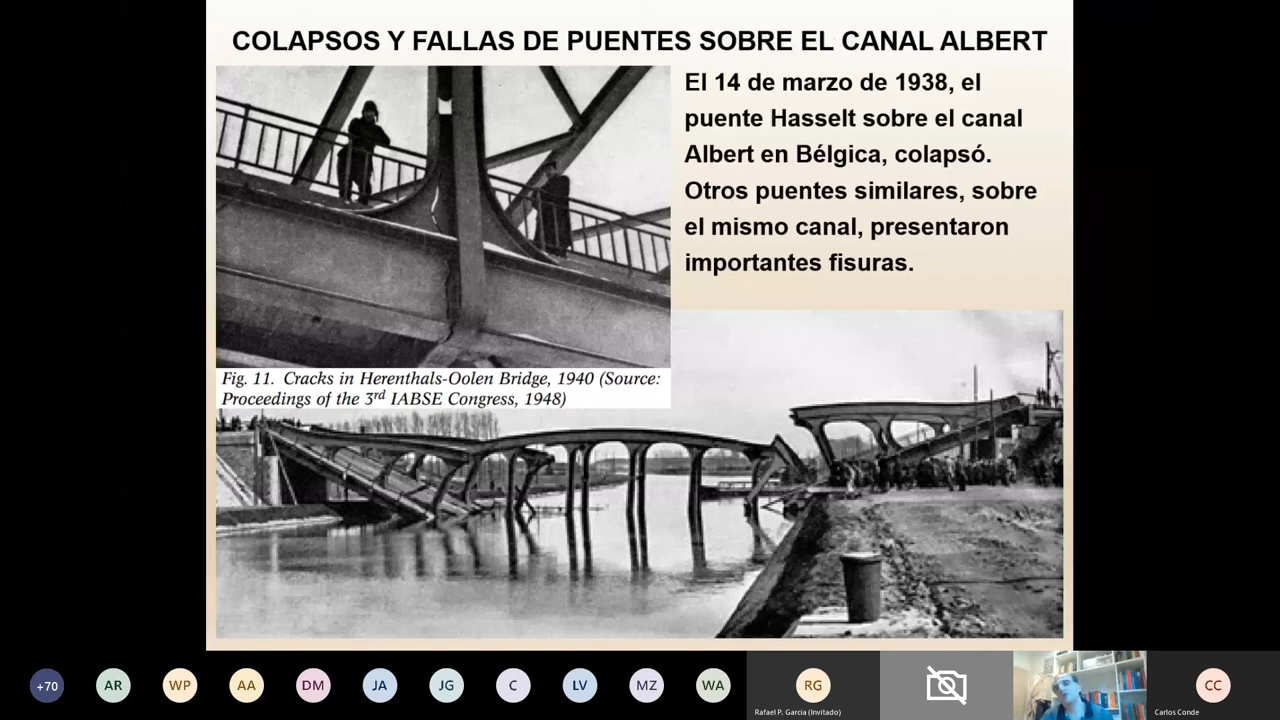 COLAPSOS Y FALLAS DE PUENTES SOBRE EL CANAL ALBERT
El 14 de marzo de 1938, el
puente Hasselt sobre el canal
Albert en Bélgica, colapsó.
Otros puentes similares, sobre
el mismo canal, presentaron
importantes fisuras.
Fig. 11. Cracks in Herenthals-Oolen Bridge, 1940 (Source:
Proceedings of the 3rd IABSE Congress, 1948)
+70 AR WP AA DM JA JG C LV MZ WA RG CC
Rafael P. Garcia (Invitado) Carlos Conde